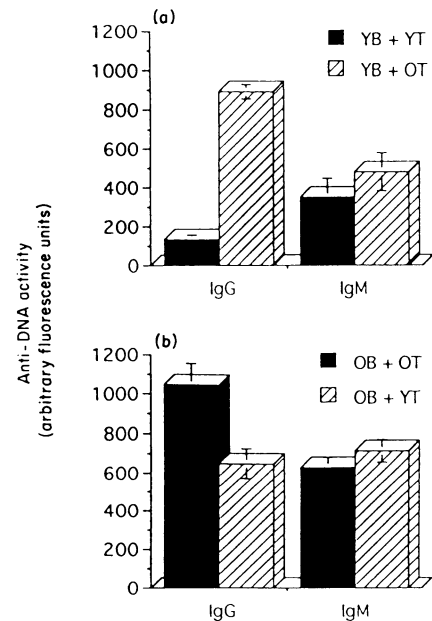 (a)
1200
1000
800
600
400
200
0
YB + YT
YB + OT
IgG
IgM
Anti-DNA activity
(arbitrary fluorescence units)
(b)
1200
1000
800
600
400
200
0
OB + OT
OB + YT
IgG
IgM